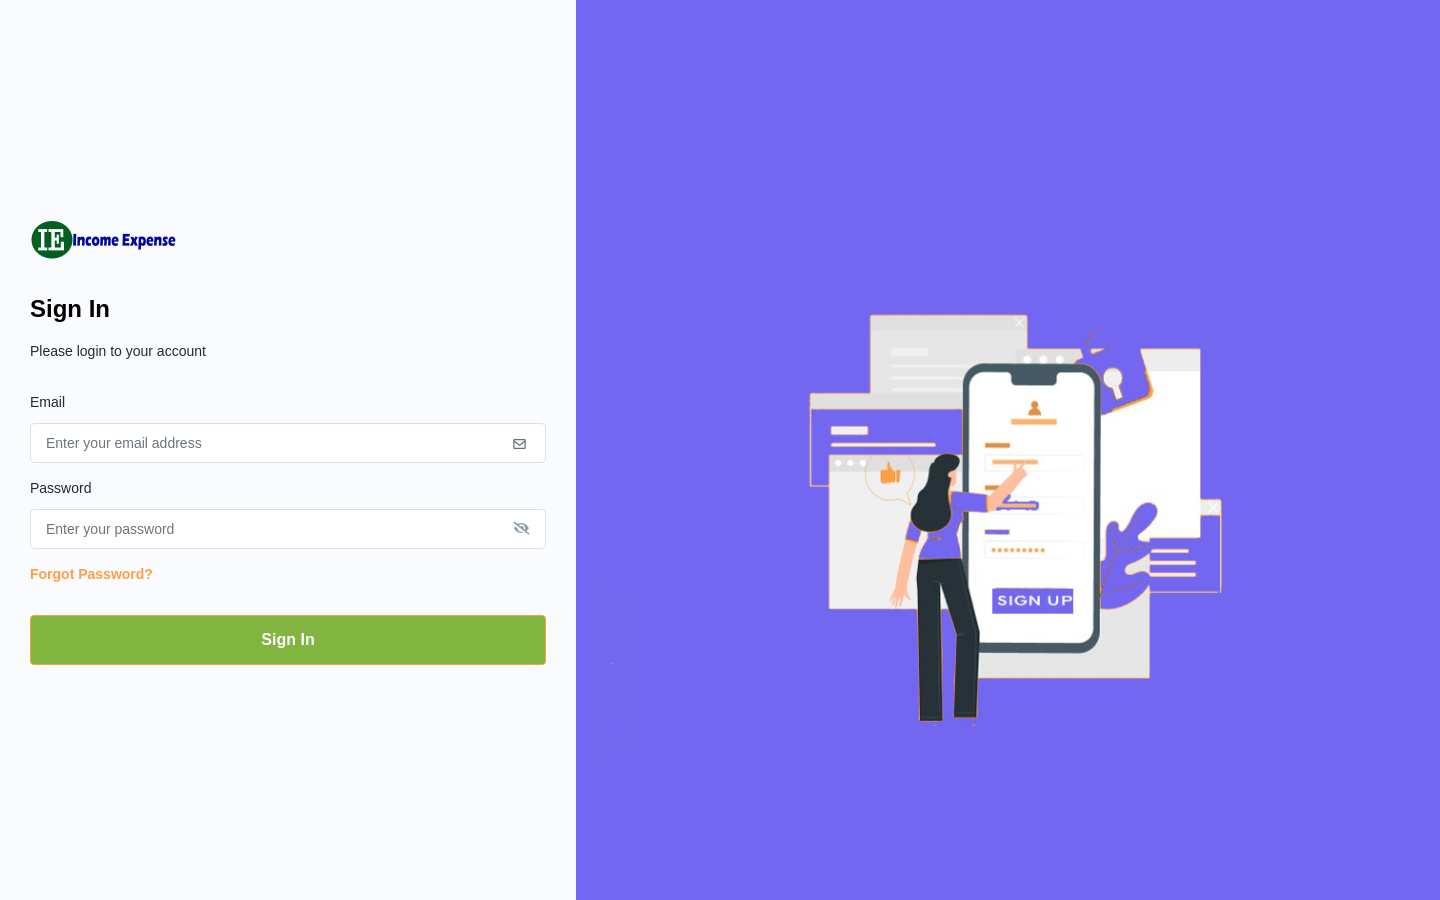 IE Income Expense
Sign In
Please login to your account
Email
Enter your email address
Password
Enter your password
Forgot Password?
Sign In
SIGN UP